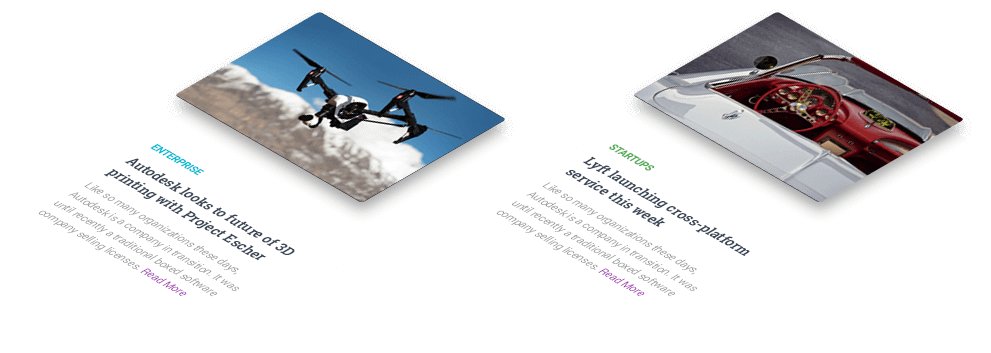 ENTERPRISE
Autodesk looks to future of 3D
printing with Project Escher
Like so many organizations these days,
Autodesk is a company in transition. It was
until recently a traditional boxed software
company selling licenses. Read More
STARTUPS
Lyft launching cross-platform
service this week
Like so many organizations these days,
Autodesk is a company in transition. It was
until recently a traditional boxed software
company selling licenses. Read More